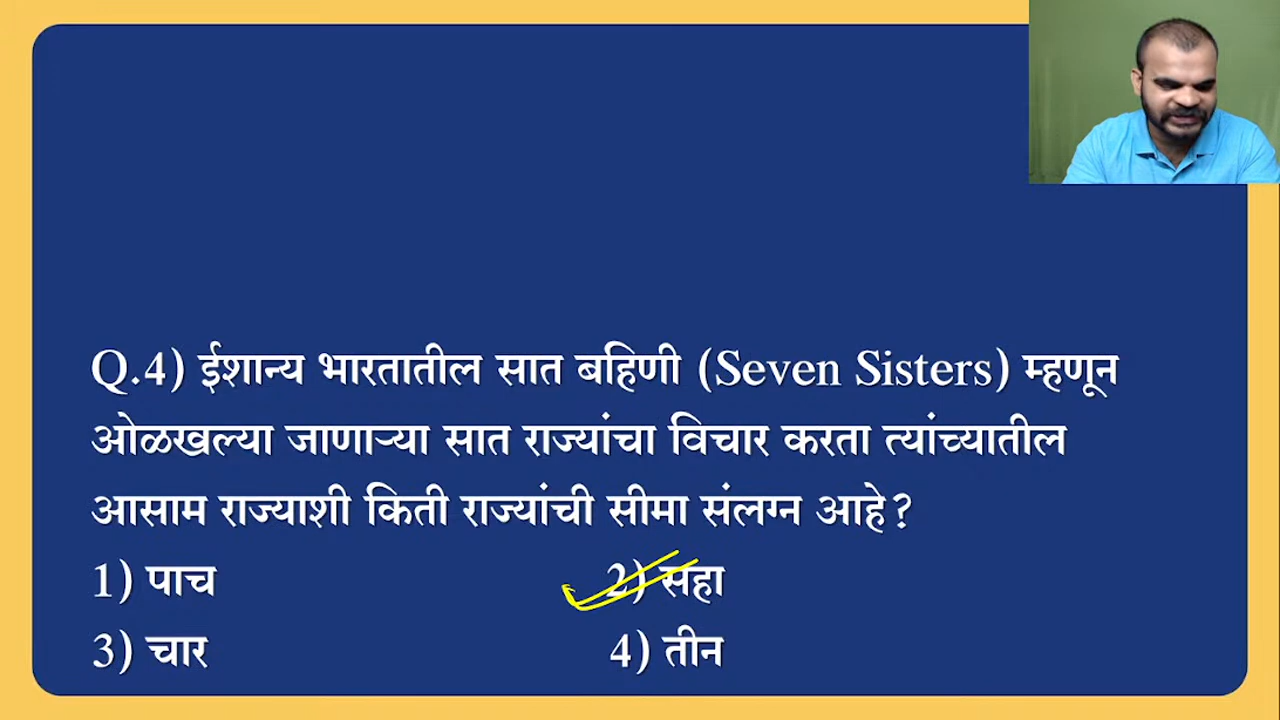 Q.4) ईशान्य भारतातील सात बहिणी (Seven Sisters) म्हणून
ओळखल्या जाणाऱ्या सात राज्यांचा विचार करता त्यांच्यातील
आसाम राज्याशी किती राज्यांची सीमा संलग्न आहे?
1) पाच 2) सहा
3) चार 4) तीन